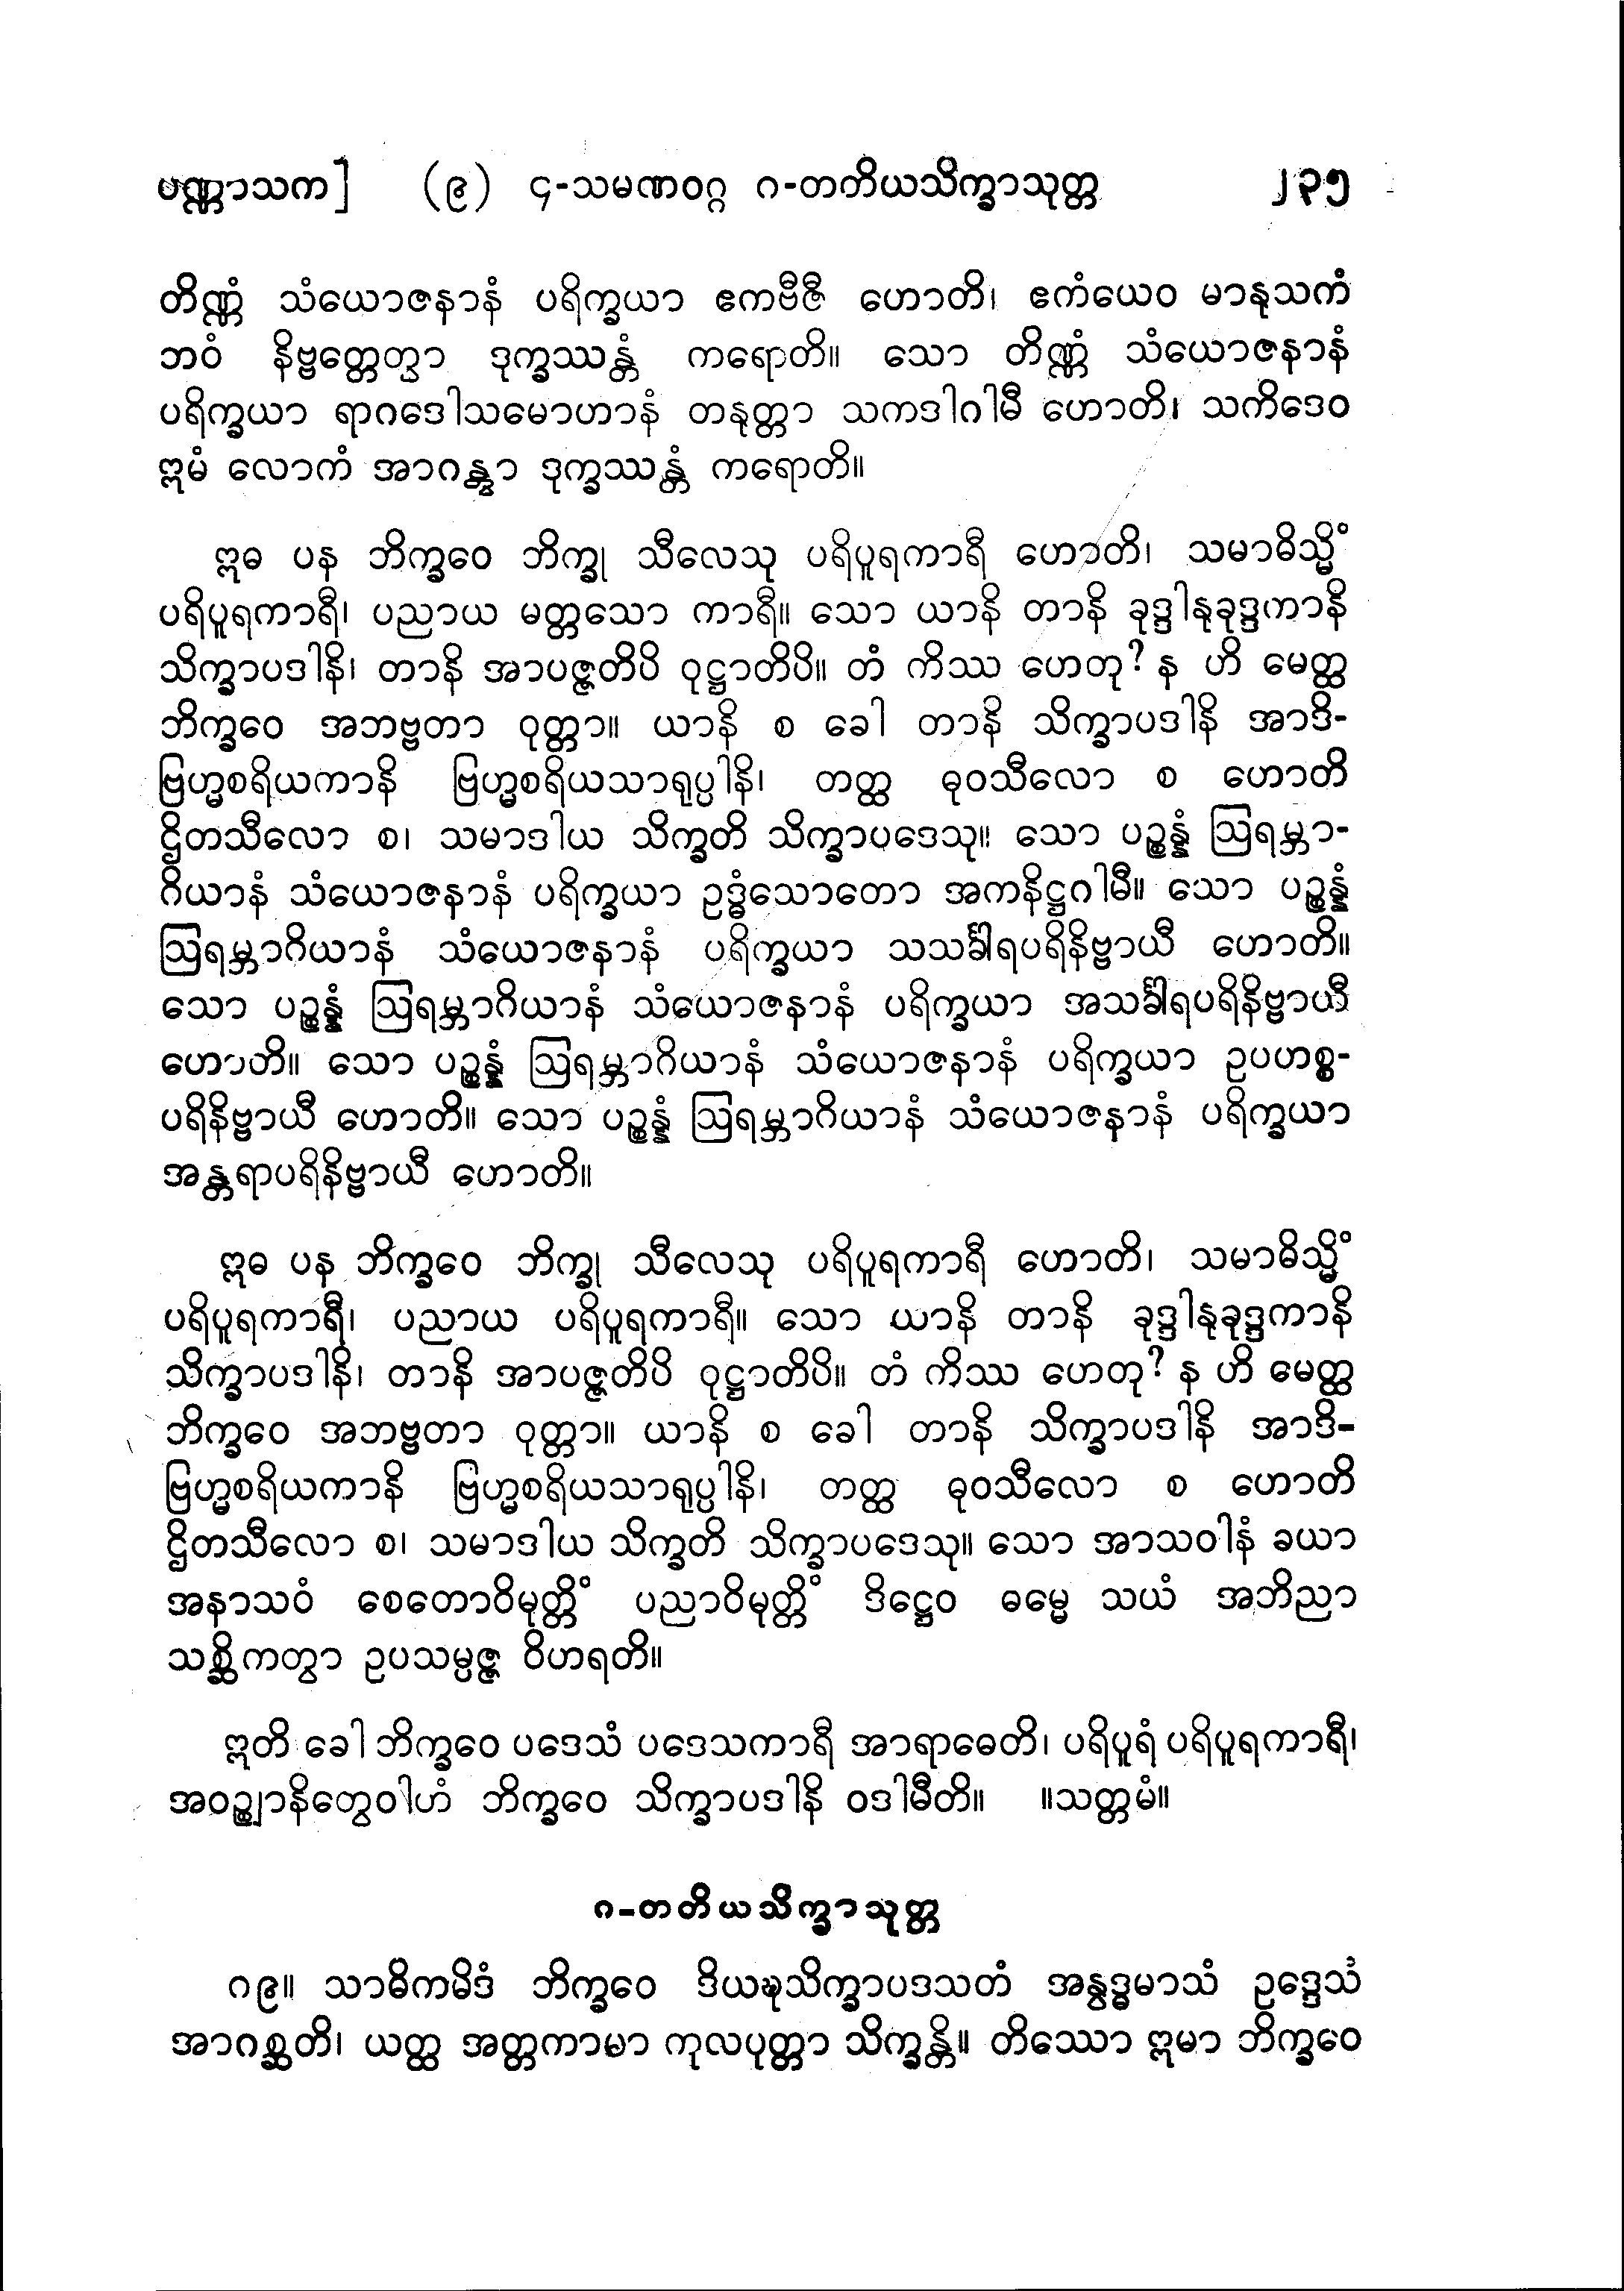 ပဏ္ဏာသက] (၉) ၄-သမဏဝဂ္ဂ ဂ-တတိယသိက္ခာသုတ္တ ၂၃၅
တိဏ္ဏံ သံယောဇနာနံ ပရိက္ခယာ ဧကဗီဇီ ဟောတိ၊ ဧကံယေဝ မာနုသကံ
ဘဝံ နိဗ္ဗတ္တေတွာ ဒုက္ခဿန္တံ ကရောတိ။ သော တိဏ္ဏံ သံယောဇနာနံ
ပရိက္ခယာ ရာဂဒေါသမောဟာနံ တနုတ္တာ သကဒါဂါမီ ဟောတိ၊ သကိဒေဝ
ဣမံ လောကံ အာဂန္တွာ ဒုက္ခဿန္တံ ကရောတိ။
ဣဓ ပန ဘိက္ခဝေ ဘိက္ခု သီလေသု ပရိပူရကာရီ ဟောတိ၊ သမာဓိသ္မိံ
ပရိပူရကာရီ၊ ပညာယ မတ္တသော ကာရီ။ သော ယာနိ တာနိ ခုဒ္ဒါနုခုဒ္ဒကာနိ
သိက္ခာပဒါနိ၊ တာနိ အာပဇ္ဇတိပိ ဝုဋ္ဌာတိပိ။ တံ ကိဿ ဟေတု? န ဟိ မေတ္ထ
ဘိက္ခဝေ အဘဗ္ဗတာ ဝုတ္တာ။ ယာနိ စ ခေါ တာနိ သိက္ခာပဒါနိ အာဒိ-
ဗြဟ္မစရိယကာနိ ဗြဟ္မစရိယသာရုပ္ပါနိ၊ တတ္ထ ဓုဝသီလော စ ဟောတိ
ဌိတသီလော စ၊ သမာဒါယ သိက္ခတိ သိက္ခာပဒေသု။ သော ပဉ္စန္နံ ဩရမ္ဘာ-
ဂိယာနံ သံယောဇနာနံ ပရိက္ခယာ ဥဒ္ဓံသောတော အကနိဋ္ဌဂါမီ။ သော ပဉ္စန္နံ
ဩရမ္ဘာဂိယာနံ သံယောဇနာနံ ပရိက္ခယာ သသင်္ခါရပရိနိဗ္ဗာယီ ဟောတိ။
သော ပဉ္စန္နံ ဩရမ္ဘာဂိယာနံ သံယောဇနာနံ ပရိက္ခယာ အသင်္ခါရပရိနိဗ္ဗာယီ
ဟောတိ။ သော ပဉ္စန္နံ ဩရမ္ဘာဂိယာနံ သံယောဇနာနံ ပရိက္ခယာ ဥပဟစ္စ-
ပရိနိဗ္ဗာယီ ဟောတိ။ သော ပဉ္စန္နံ ဩရမ္ဘာဂိယာနံ သံယောဇနာနံ ပရိက္ခယာ
အန္တရာပရိနိဗ္ဗာယီ ဟောတိ။
ဣဓ ပန ဘိက္ခဝေ ဘိက္ခု သီလေသု ပရိပူရကာရီ ဟောတိ၊ သမာဓိသ္မိံ
ပရိပူရကာရီ၊ ပညာယ ပရိပူရကာရီ။ သော ယာနိ တာနိ ခုဒ္ဒါနုခုဒ္ဒကာနိ
သိက္ခာပဒါနိ၊ တာနိ အာပဇ္ဇတိပိ ဝုဋ္ဌာတိပိ။ တံ ကိဿ ဟေတု? န ဟိ မေတ္ထ
ဘိက္ခဝေ အဘဗ္ဗတာ ဝုတ္တာ။ ယာနိ စ ခေါ တာနိ သိက္ခာပဒါနိ အာဒိ-
ဗြဟ္မစရိယကာနိ ဗြဟ္မစရိယသာရုပ္ပါနိ၊ တတ္ထ ဓုဝသီလော စ ဟောတိ
ဌိတသီလော စ၊ သမာဒါယ သိက္ခတိ သိက္ခာပဒေသု။ သော အာသဝါနံ ခယာ
အနာသဝံ စေတောဝိမုတ္တိံ ပညာဝိမုတ္တိံ ဒိဋ္ဌေဝ ဓမ္မေ သယံ အဘိညာ
သစ္ဆိကတွာ ဥပသမ္ပဇ္ဇ ဝိဟရတိ။
ဣတိ ခေါ ဘိက္ခဝေ ပဒေသံ ပဒေသကာရီ အာရာဓေတိ၊ ပရိပူရံ ပရိပူရကာရီ၊
အဝဉ္ဈာနိတွေဝါဟံ ဘိက္ခဝေ သိက္ခာပဒါနိ ဝဒါမီတိ။ ။သတ္တမံ။
ဂ-တတိယသိက္ခာသုတ္တ
ဂ၉။ သာဓိကမိဒံ ဘိက္ခဝေ ဒိယဍ္ဎသိက္ခာပဒသတံ အနွဒ္ဓမာသံ ဥဒ္ဒေသံ
အာဂစ္ဆတိ၊ ယတ္ထ အတ္တကာမာ ကုလပုတ္တာ သိက္ခန္တိ။ တိဿော ဣမာ ဘိက္ခဝေ